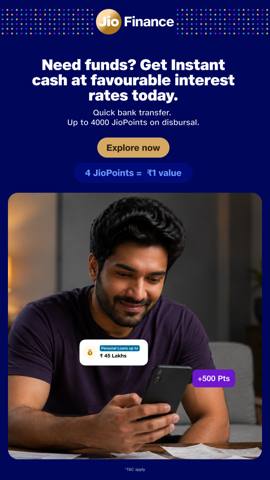 Jio Finance
Need funds? Get Instant
cash at favourable interest
rates today.
Quick bank transfer.
Up to 4000 JioPoints on disbursal.
Explore now
4 JioPoints = ₹1 value
Personal Loans up to
₹ 45 Lakhs
+500 Pts
*T&C apply